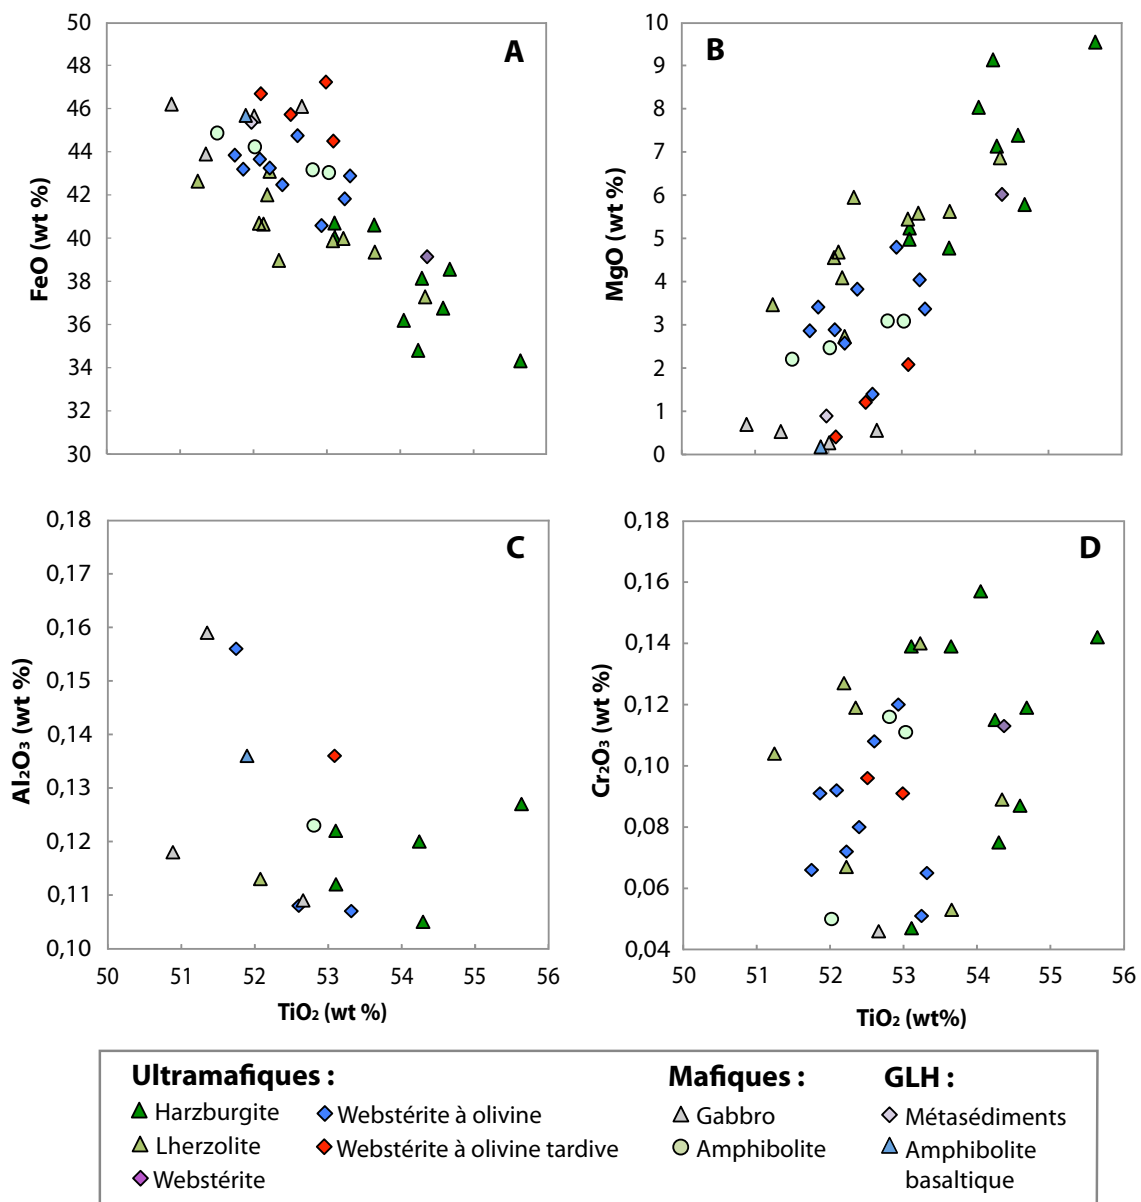 50
48
46
44
42
40
38
36
34
32
30
FeO (wt %)
A
10
9
8
7
6
5
4
3
2
1
0
MgO (wt %)
B
0,18
0,17
0,16
0,15
0,14
0,13
0,12
0,11
0,10
Al₂O₃ (wt %)
C
50 51 52 53 54 55 56
TiO₂ (wt %)
0,18
0,16
0,14
0,12
0,10
0,08
0,06
0,04
Cr₂O₃ (wt %)
D
50 51 52 53 54 55 56
TiO₂ (wt%)
Ultramafiques :
Harzburgite
Lherzolite
Webstérite
Webstérite à olivine
Webstérite à olivine tardive
Mafiques :
Gabbro
Amphibolite
GLH :
Métasédiments
Amphibolite
basaltique